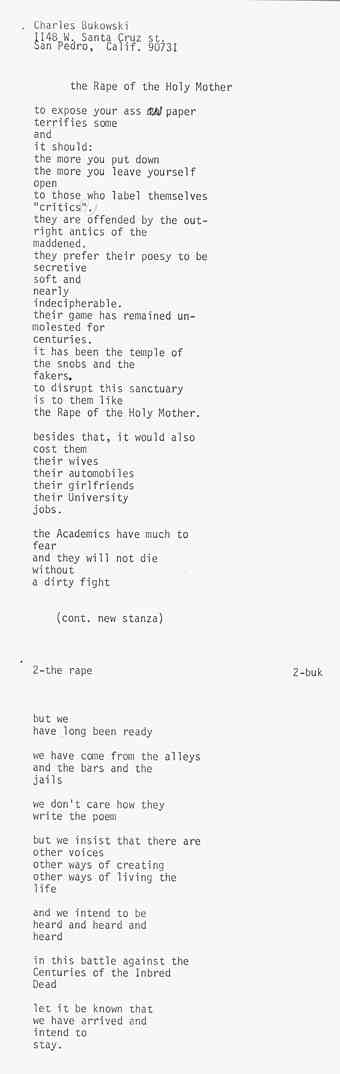 Charles Bukowski
1148 W. Santa Cruz st.
San Pedro, Calif. 90731
the Rape of the Holy Mother
to expose your ass on paper
terrifies some
and
it should:
the more you put down
the more you leave yourself
open
to those who label themselves
"critics".
they are offended by the out-
right antics of the
maddened.
they prefer their poesy to be
secretive
soft and
nearly
indecipherable.
their game has remained un-
molested for
centuries.
it has been the temple of
the snobs and the
fakers.
to disrupt this sanctuary
is to them like
the Rape of the Holy Mother.
besides that, it would also
cost them
their wives
their automobiles
their girlfriends
their University
jobs.
the Academics have much to
fear
and they will not die
without
a dirty fight
(cont. new stanza)
2-the rape 2-buk
but we
have long been ready
we have come from the alleys
and the bars and the
jails
we don't care how they
write the poem
but we insist that there are
other voices
other ways of creating
other ways of living the
life
and we intend to be
heard and heard and
heard
in this battle against the
Centuries of the Inbred
Dead
let it be known that
we have arrived and
intend to
stay.